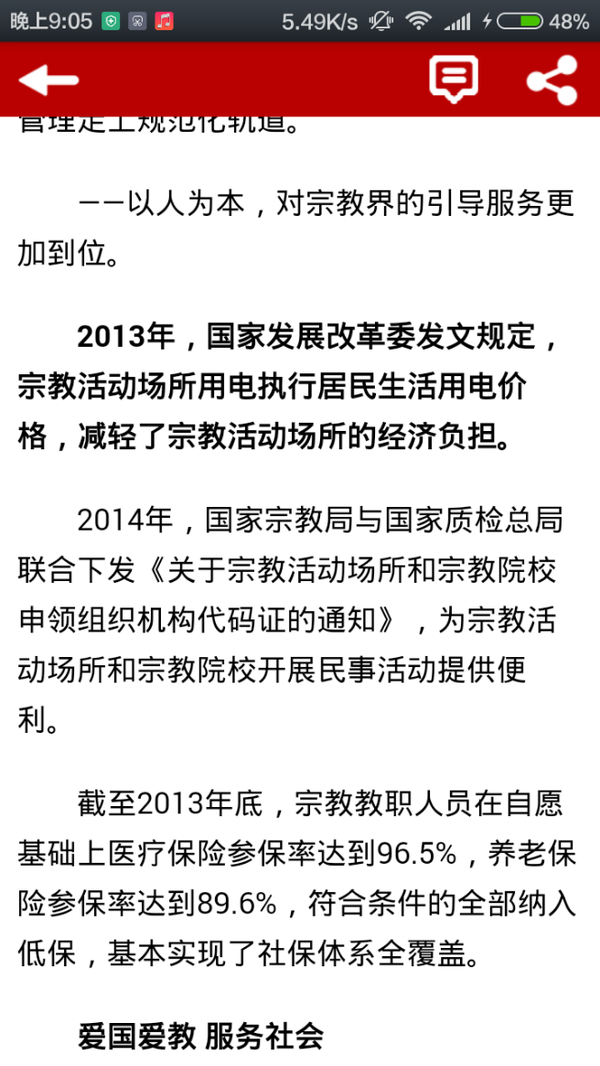 晚上9:05
5.49K/s
48%
管理走上规范化轨道。
——以人为本，对宗教界的引导服务更
加到位。
2013年，国家发展改革委发文规定，
宗教活动场所用电执行居民生活用电价
格，减轻了宗教活动场所的经济负担。
2014年，国家宗教局与国家质检总局
联合下发《关于宗教活动场所和宗教院校
申领组织机构代码证的通知》，为宗教活
动场所和宗教院校开展民事活动提供便
利。
截至2013年底，宗教教职人员在自愿
基础上医疗保险参保率达到96.5%，养老保
险参保率达到89.6%，符合条件的全部纳入
低保，基本实现了社保体系全覆盖。
爱国爱教 服务社会